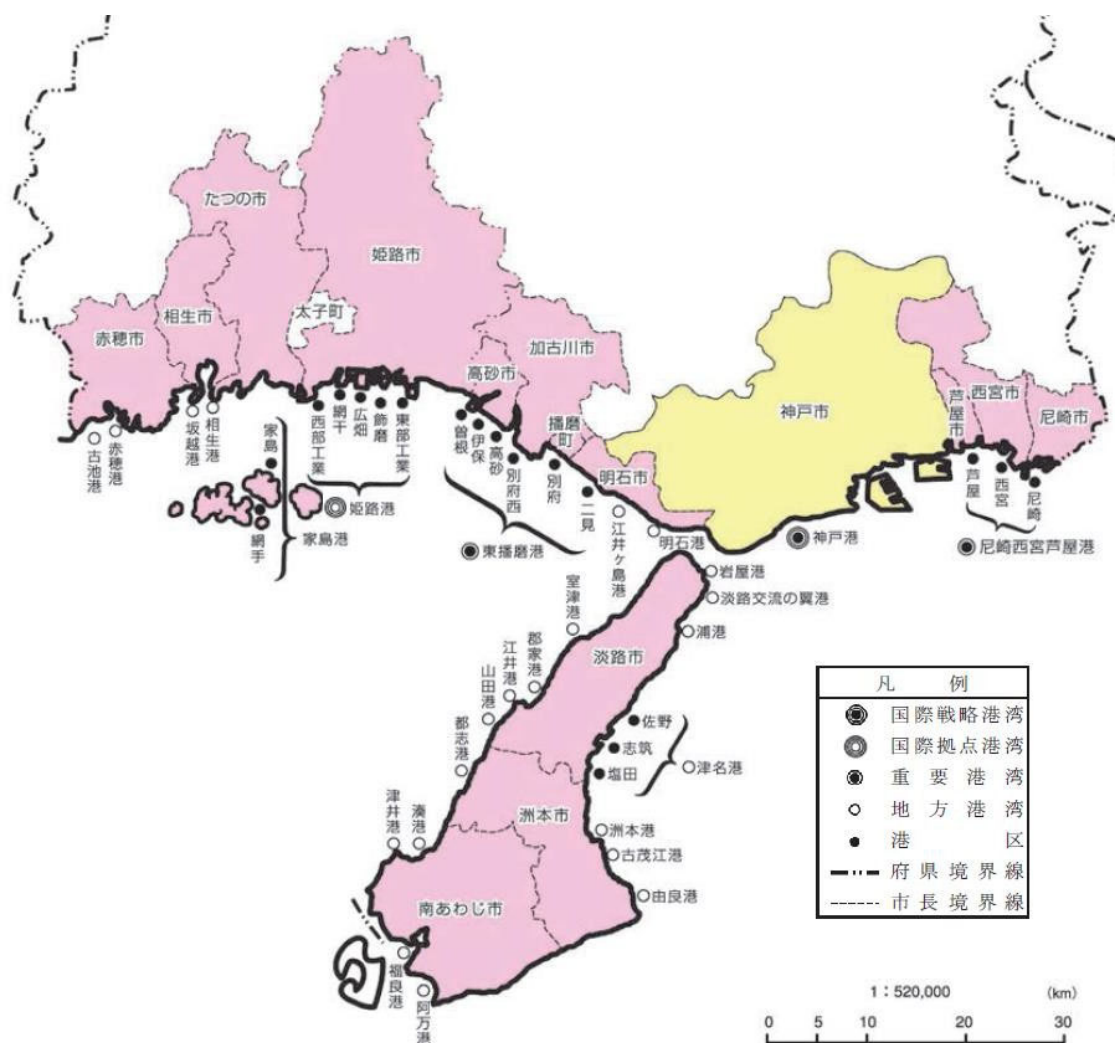 たつの市
姫路市
相生市
太子町
赤穂市
加古川市
高砂市
播磨町
明石市
神戸市
芦屋市
西宮市
尼崎市
古池港
赤穂港
坂越港
相生港
家島
網手
家島港
西部工業
網干
広畑
飾磨
東部工業
姫路港
曽根
伊保
高砂
別府西
別府
二見
東播磨港
江井ヶ島港
明石港
神戸港
芦屋
西宮
尼崎
尼崎西宮芦屋港
岩屋港
淡路交流の翼港
浦港
室津港
郡家港
江井港
山田港
都志港
淡路市
佐野
志筑
塩田
津名港
洲本市
津井港
湊港
洲本港
古茂江港
由良港
南あわじ市
福良港
阿万港
凡例
国際戦略港湾
国際拠点港湾
重要港湾
地方港湾
港区
府県境界線
市長境界線
1:520,000
(km)
0 5 10 20 30